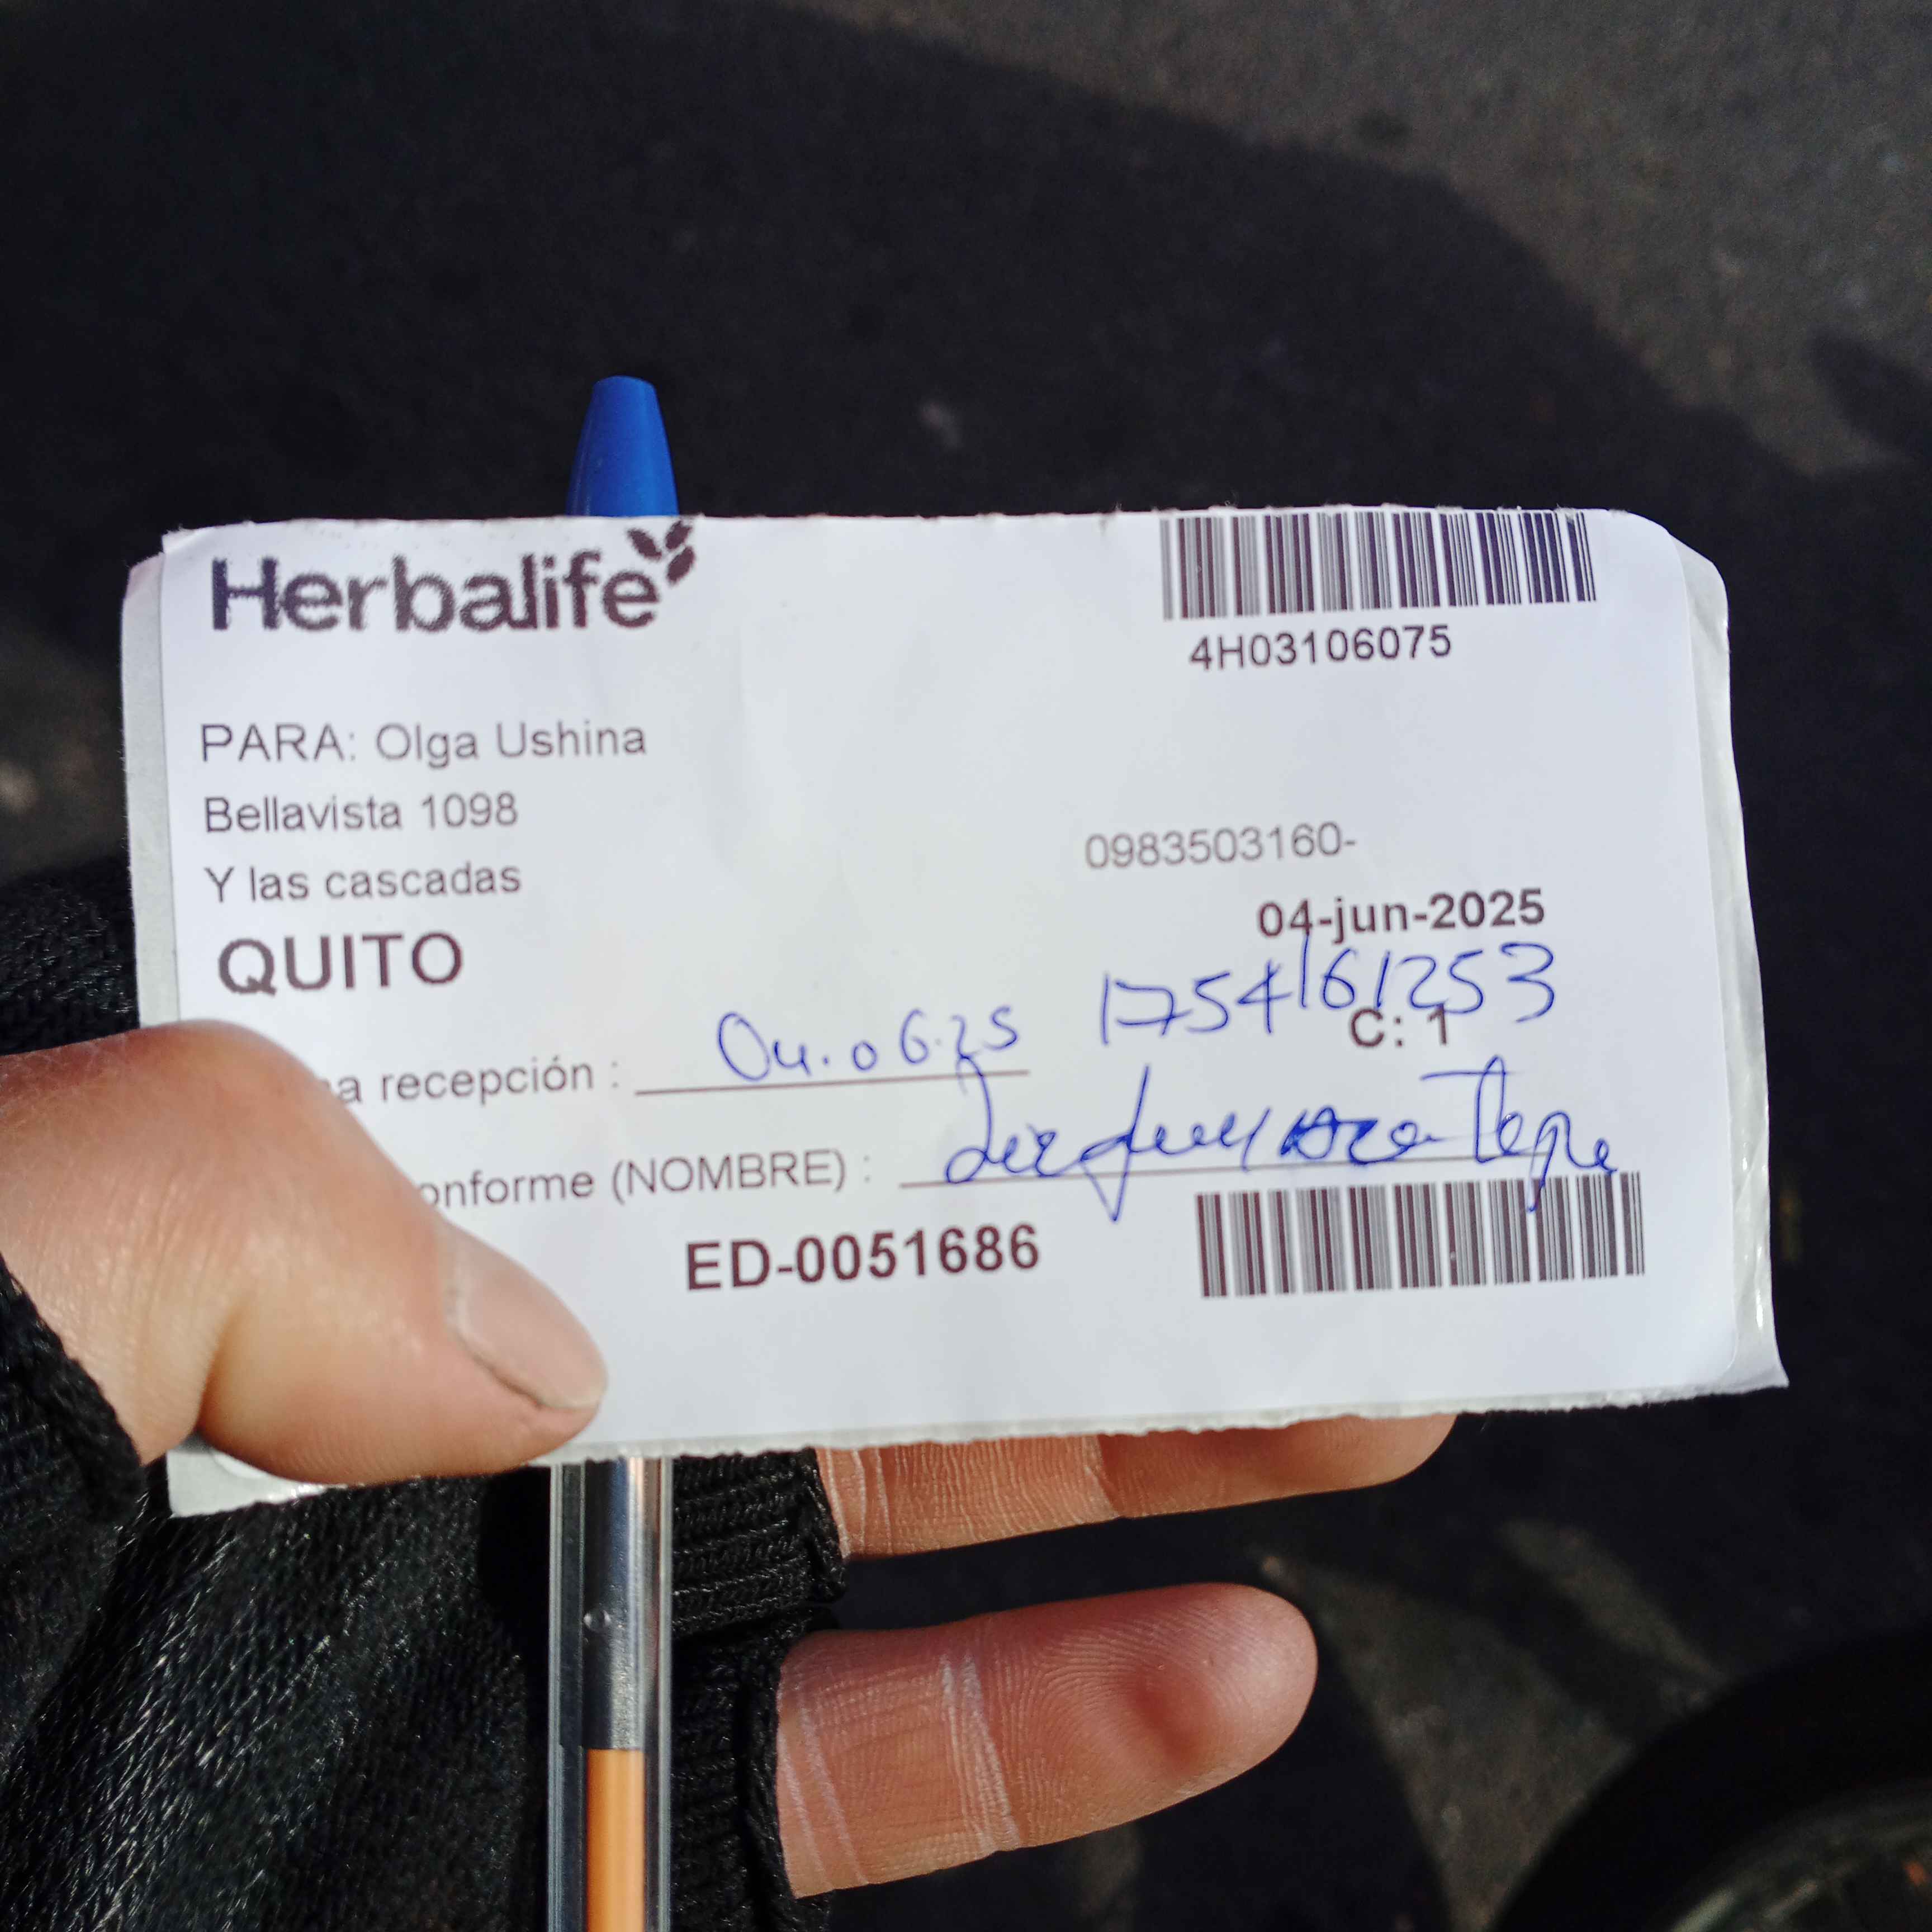 Herbalife
4H03106075
PARA: Olga Ushina
Bellavista 1098
0983503160-
Y las cascadas
04-jun-2025
QUITO
1754161253
C: 1
a recepción : 04.06.25
onforme (NOMBRE) :
ED-0051686